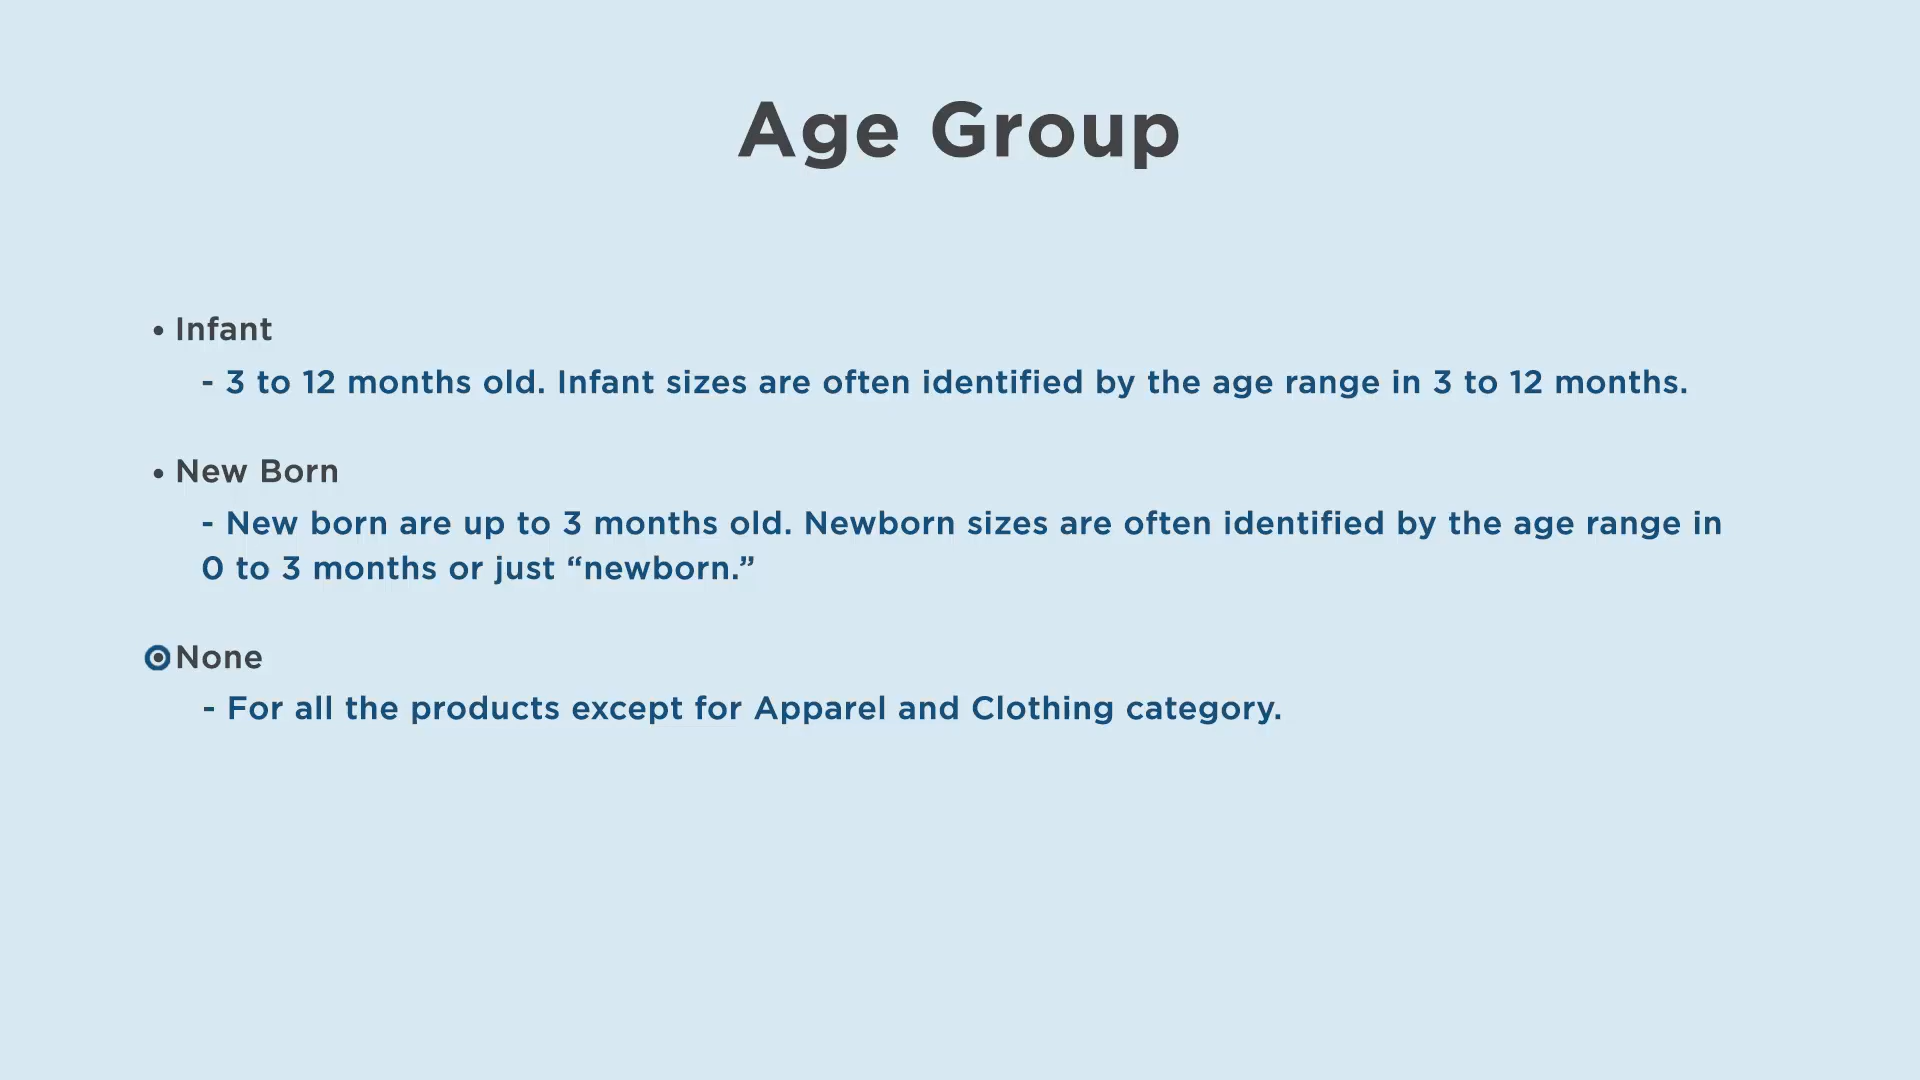 Age Group
• Infant
- 3 to 12 months old. Infant sizes are often identified by the age range in 3 to 12 months.
• New Born
- New born are up to 3 months old. Newborn sizes are often identified by the age range in
0 to 3 months or just “newborn.”
• None
- For all the products except for Apparel and Clothing category.